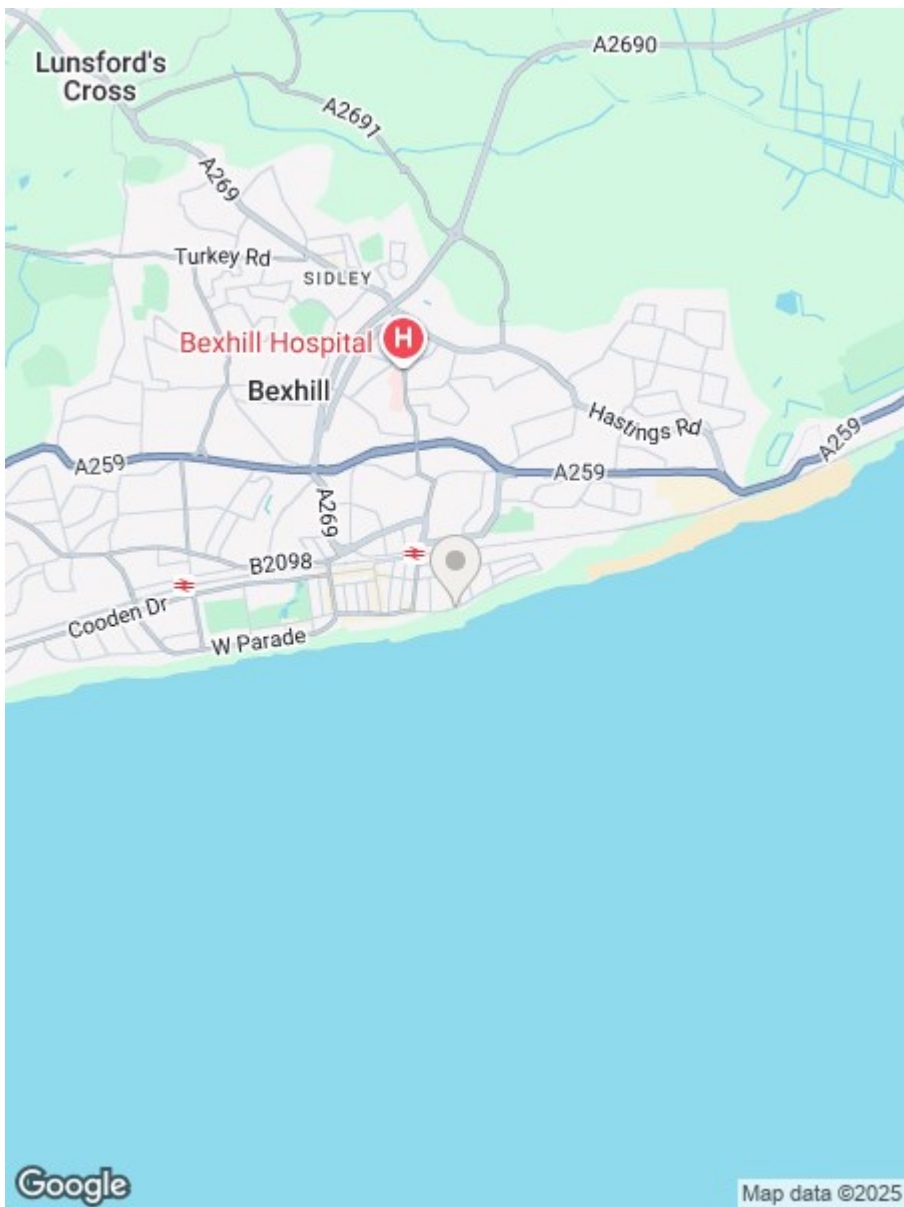 A2690
Lunsford's
Cross
A2691
A269
Turkey Rd
SIDLEY
Bexhill Hospital
H
Bexhill
Hastings Rd
A259
A259
A259
A269
B2098
Cooden Dr
W Parade
Google
Map data ©2025